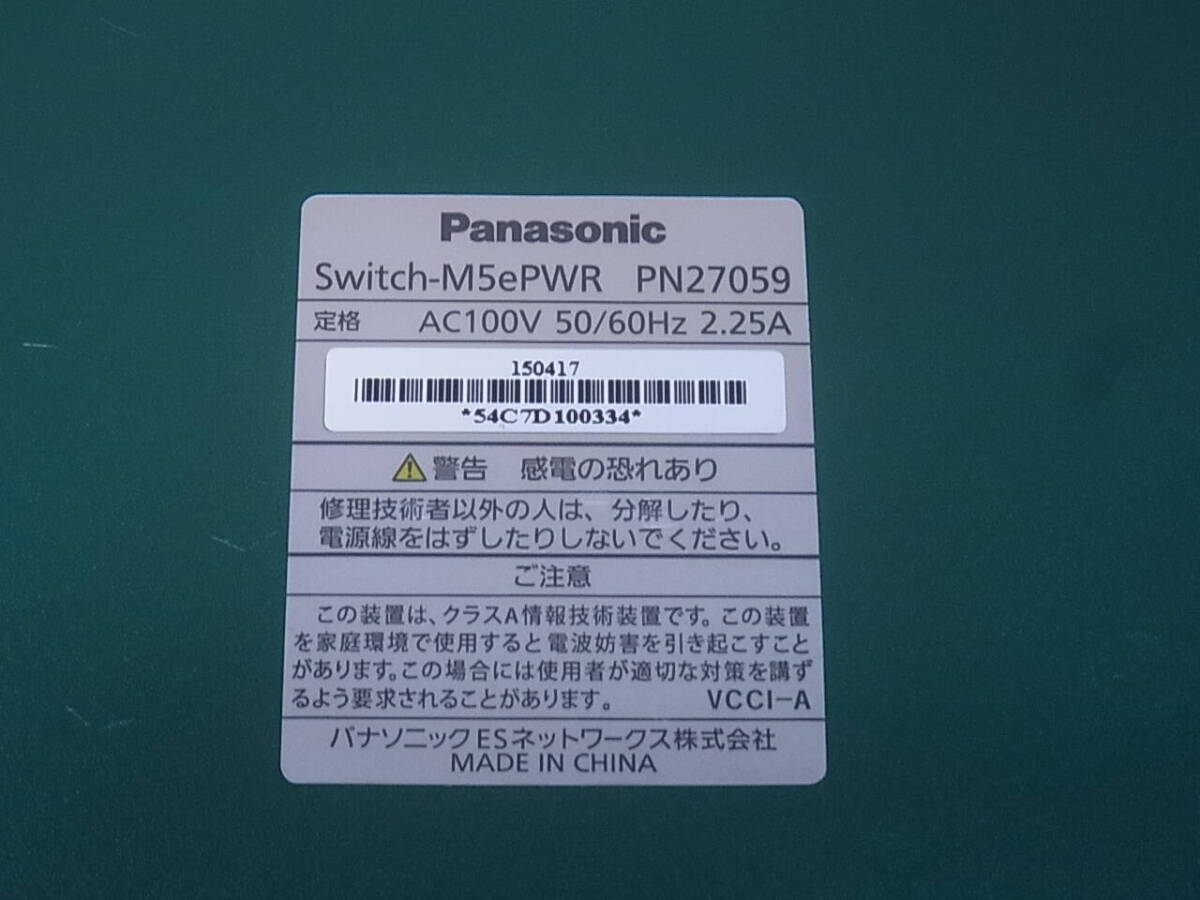 Panasonic
Switch-M5ePWR PN27059
定格 AC100V 50/60Hz 2.25A
150417
*54C7D100334*
警告 感電の恐れあり
修理技術者以外の人は、分解したり、
電源線をはずしたりしないでください。
ご注意
この装置は、クラスA情報技術装置です。この装置
を家庭環境で使用すると電波妨害を引き起こすこと
があります。この場合には使用者が適切な対策を講ず
るよう要求されることがあります。 VCCI-A
パナソニックESネットワークス株式会社
MADE IN CHINA